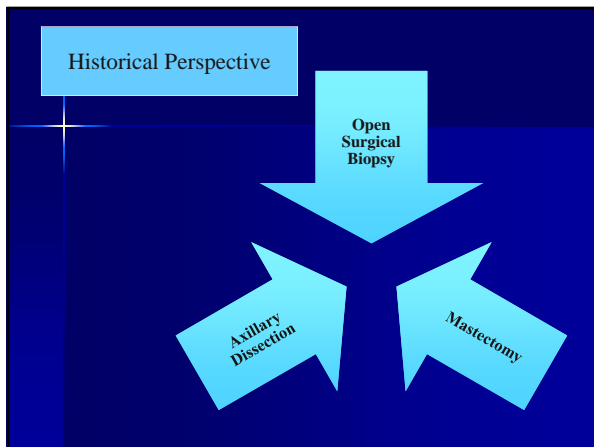 Historical Perspective
Open
Surgical
Biopsy
Axillary
Dissection
Mastectomy